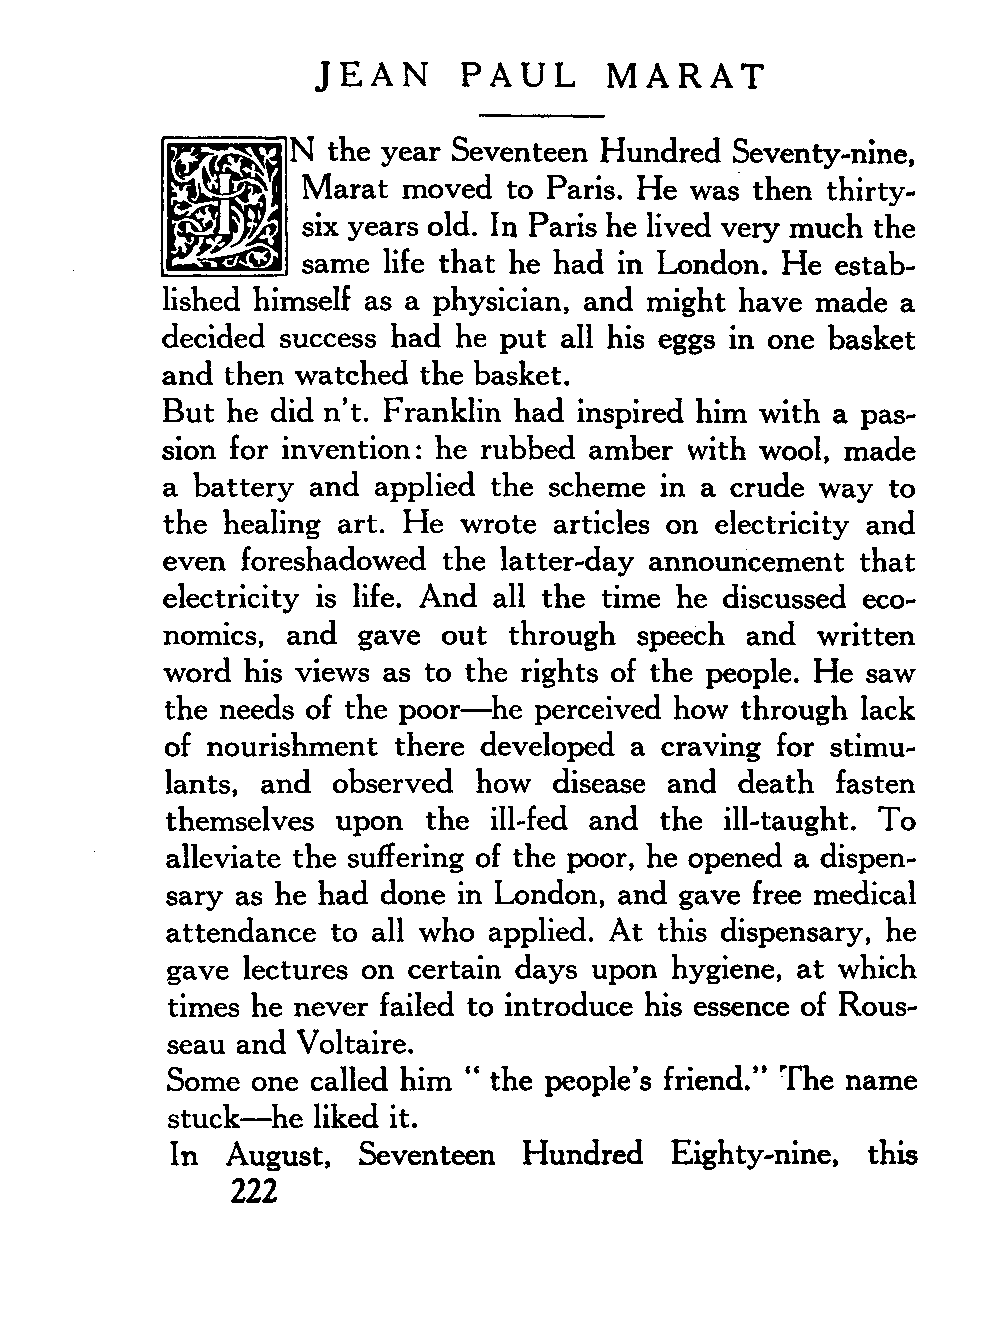 JEAN PAUL MARAT
IN the year Seventeen Hundred Seventy-nine,
Marat moved to Paris. He was then thirty-
six years old. In Paris he lived very much the
same life that he had in London. He estab-
lished himself as a physician, and might have made a
decided success had he put all his eggs in one basket
and then watched the basket.
But he did n't. Franklin had inspired him with a pas-
sion for invention: he rubbed amber with wool, made
a battery and applied the scheme in a crude way to
the healing art. He wrote articles on electricity and
even foreshadowed the latter-day announcement that
electricity is life. And all the time he discussed eco-
nomics, and gave out through speech and written
word his views as to the rights of the people. He saw
the needs of the poor—he perceived how through lack
of nourishment there developed a craving for stimu-
lants, and observed how disease and death fasten
themselves upon the ill-fed and the ill-taught. To
alleviate the suffering of the poor, he opened a dispen-
sary as he had done in London, and gave free medical
attendance to all who applied. At this dispensary, he
gave lectures on certain days upon hygiene, at which
times he never failed to introduce his essence of Rous-
seau and Voltaire.
Some one called him " the people's friend." The name
stuck—he liked it.
In August, Seventeen Hundred Eighty-nine, this
222